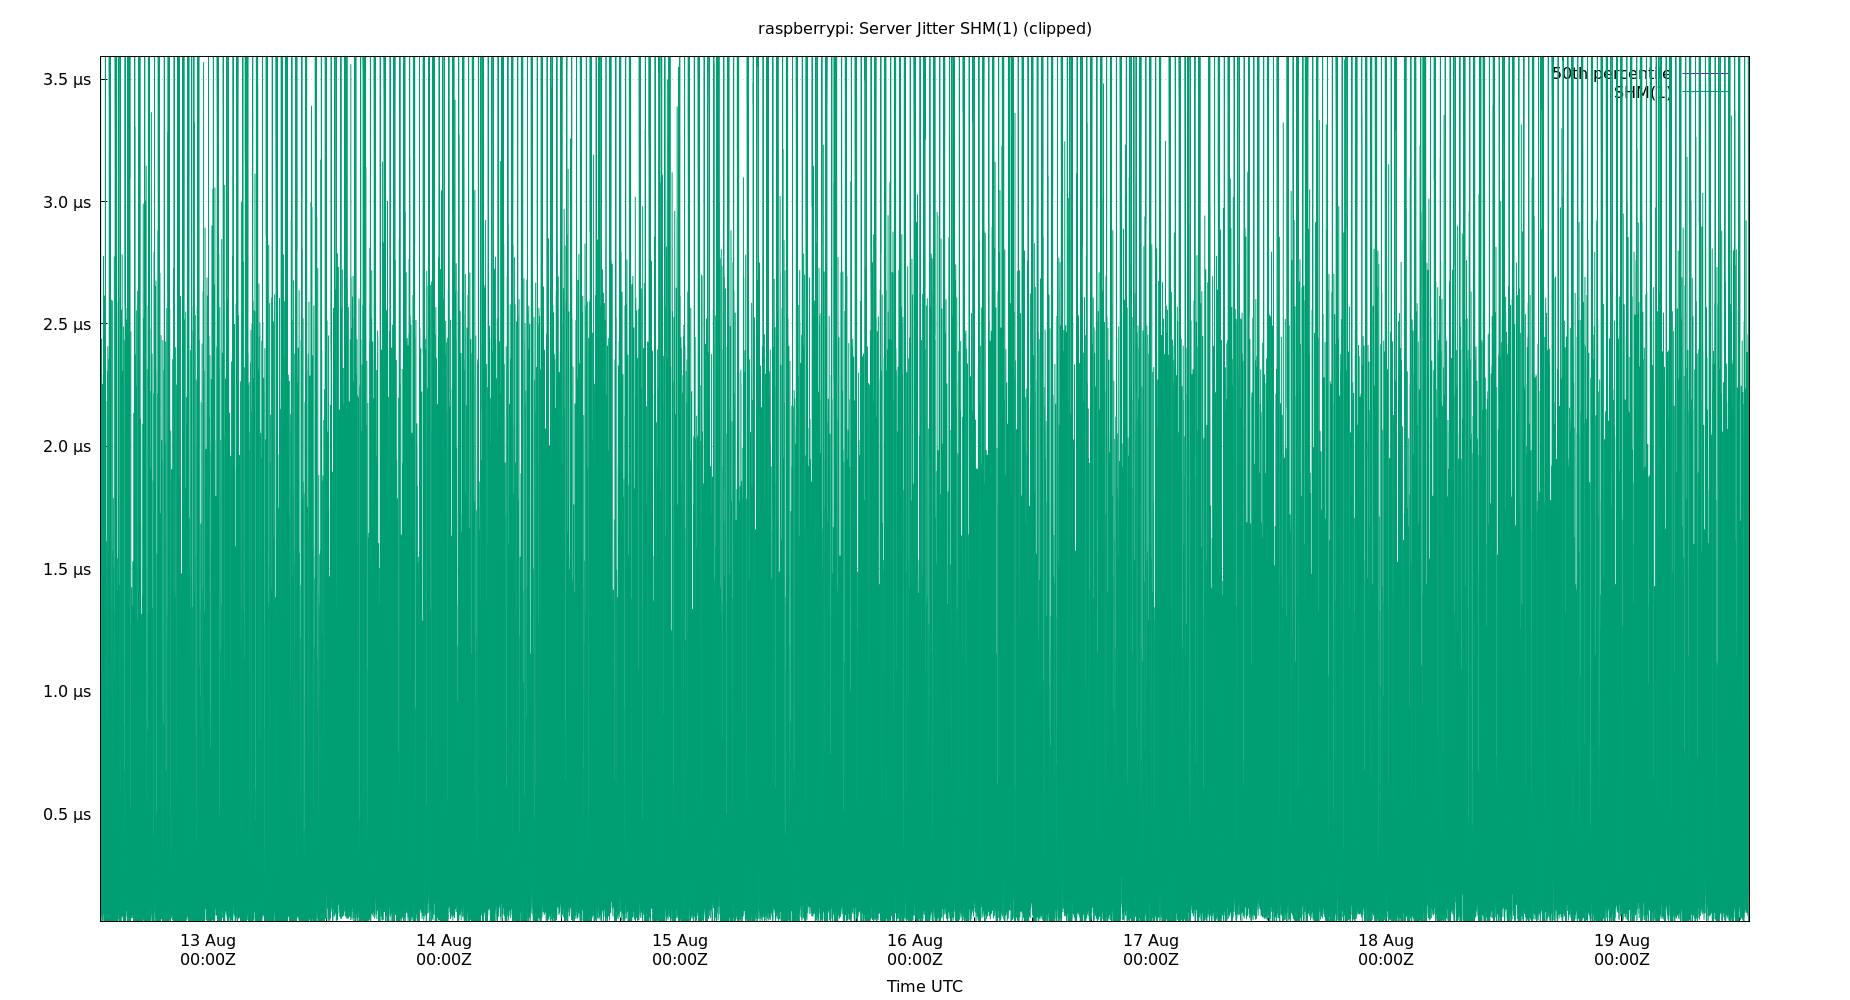 raspberrypi: Server Jitter SHM(1) (clipped)
50th percentile
SHM(1)
3.5 µs
3.0 µs
2.5 µs
2.0 µs
1.5 µs
1.0 µs
0.5 µs
13 Aug 14 Aug 15 Aug 16 Aug 17 Aug 18 Aug 19 Aug
00:00Z 00:00Z 00:00Z 00:00Z 00:00Z 00:00Z 00:00Z
Time UTC